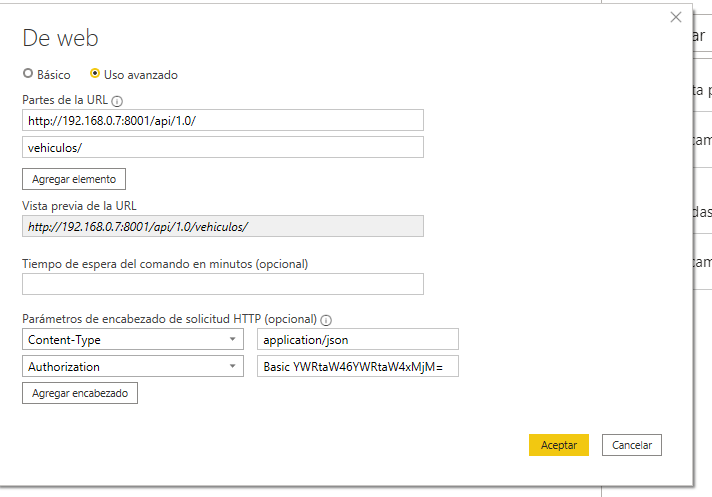 De web
Básico
Uso avanzado
Partes de la URL
http://192.168.0.7:8001/api/1.0/
vehiculos/
Agregar elemento
Vista previa de la URL
http://192.168.0.7:8001/api/1.0/vehiculos/
Tiempo de espera del comando en minutos (opcional)
Parámetros de encabezado de solicitud HTTP (opcional)
Content-Type
application/json
Authorization
Basic YWRtaW46YWRtaW4xMjM=
Agregar encabezado
Aceptar
Cancelar
ar
ta p
cam
das
cam